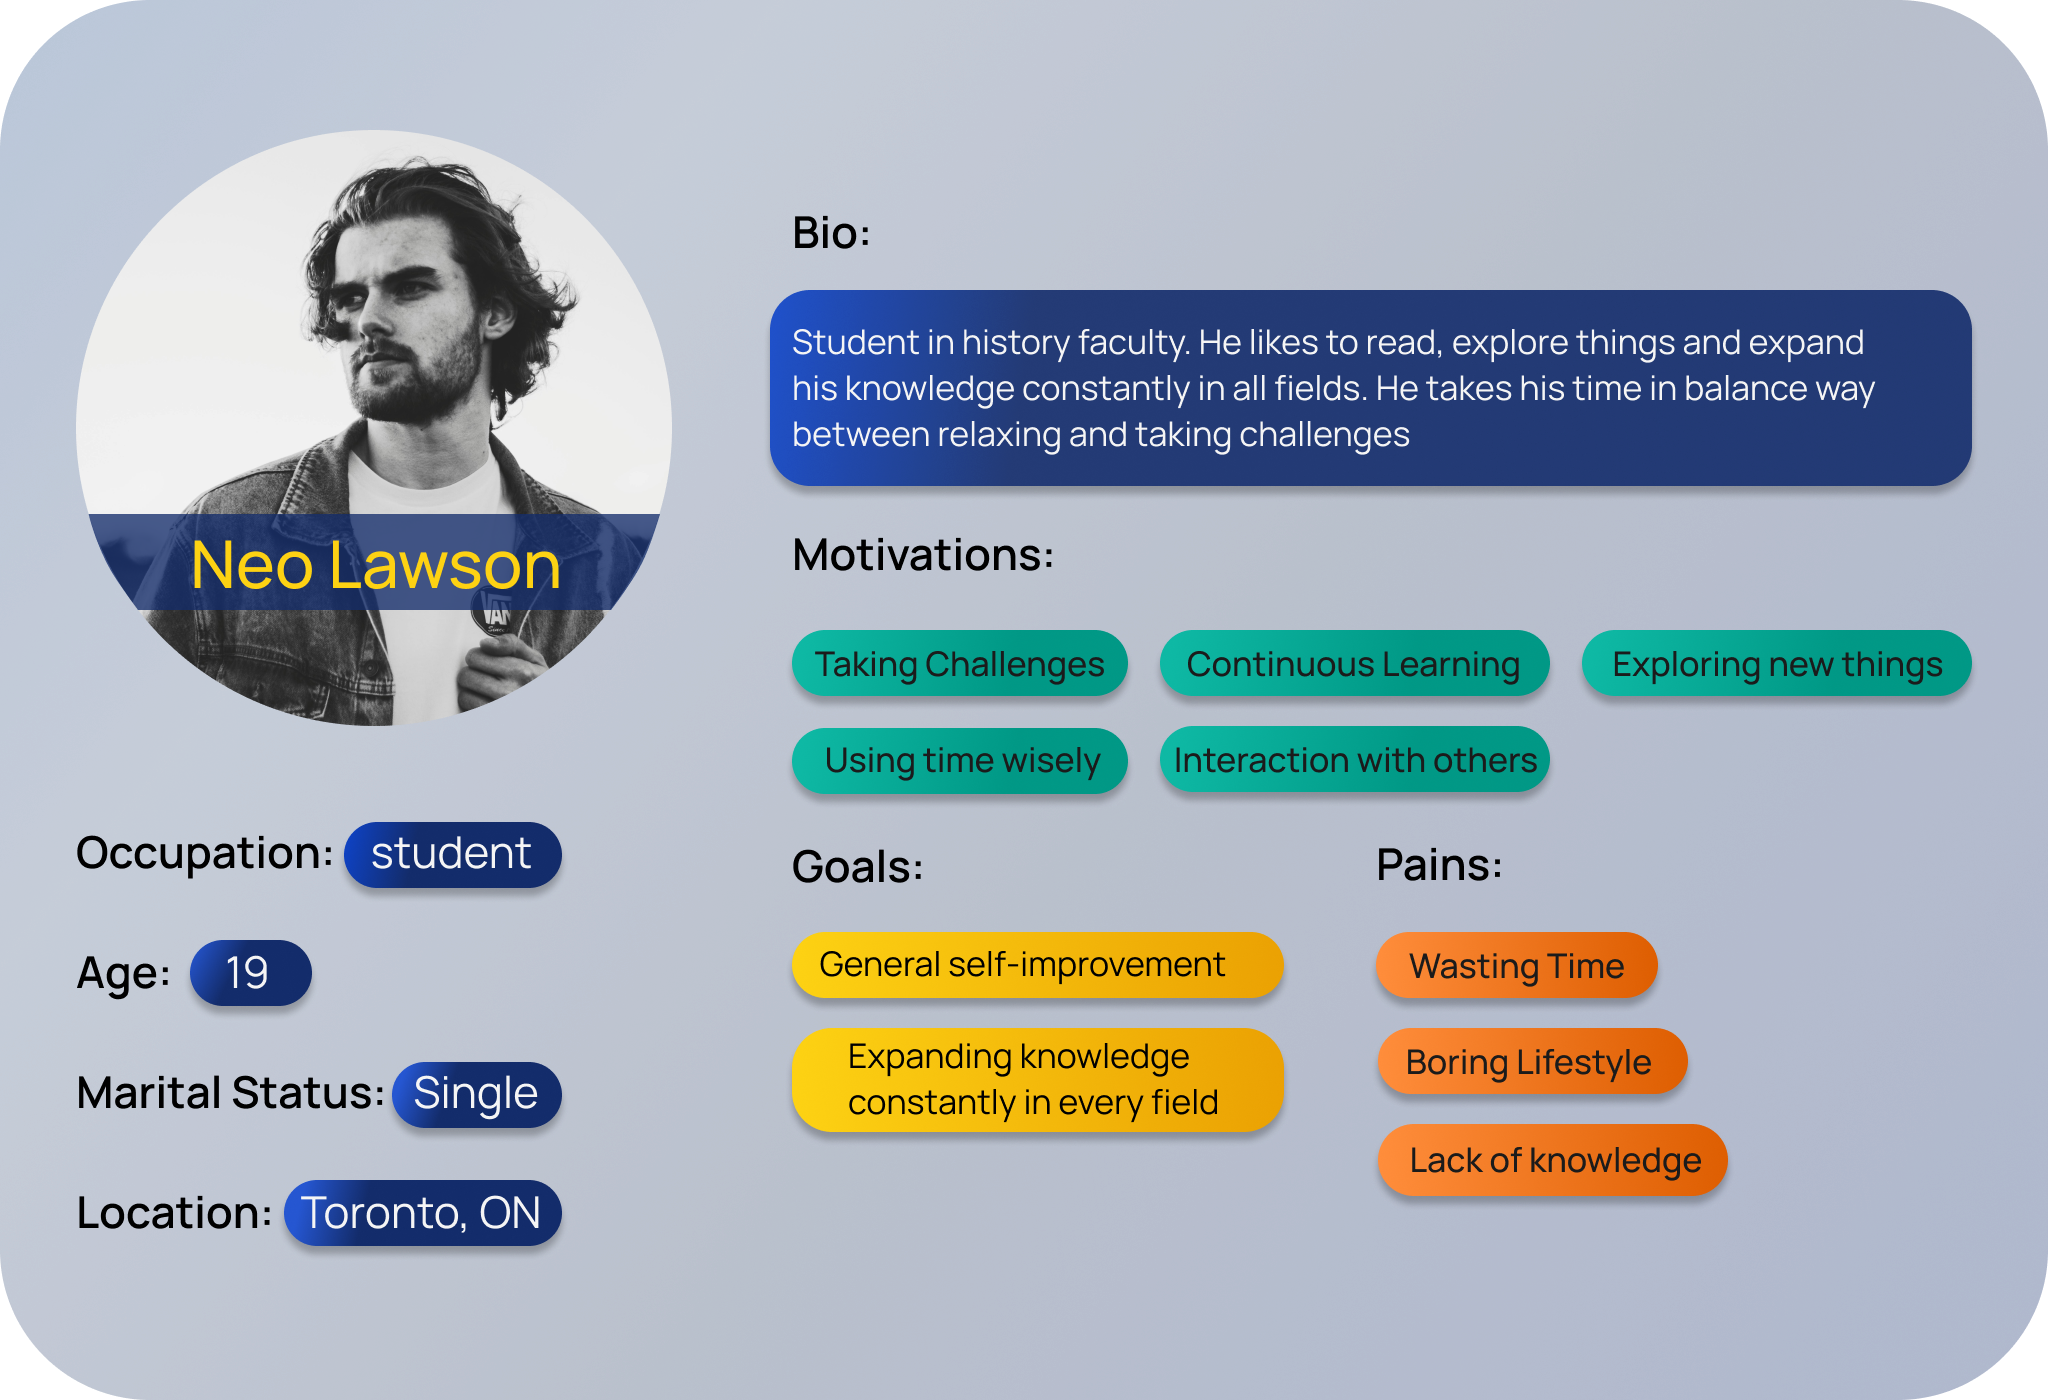 Neo Lawson
VAN
Occupation: student
Age: 19
Marital Status: Single
Location: Toronto, ON
Bio:
Student in history faculty. He likes to read, explore things and expand
his knowledge constantly in all fields. He takes his time in balance way
between relaxing and taking challenges
Motivations:
Taking Challenges
Continuous Learning
Exploring new things
Using time wisely
Interaction with others
Goals:
General self-improvement
Expanding knowledge
constantly in every field
Pains:
Wasting Time
Boring Lifestyle
Lack of knowledge